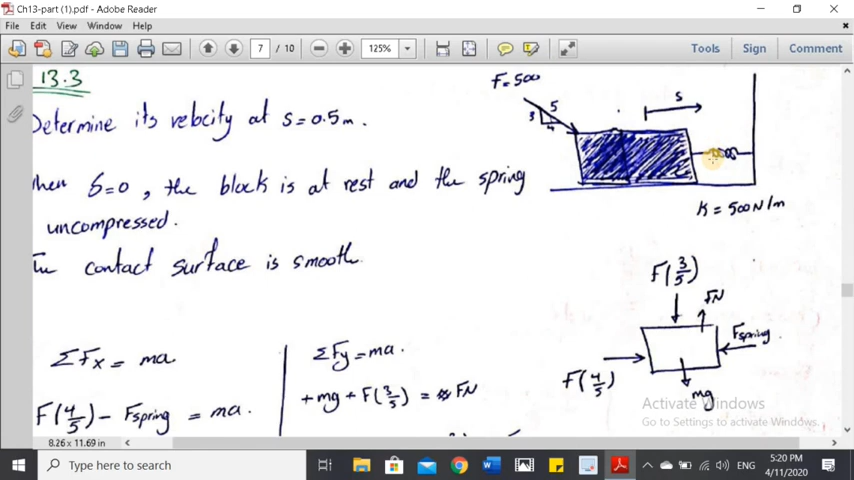 Ch13-part (1).pdf - Adobe Reader
File Edit View Window Help
7 / 10 125% Tools Sign Comment
13.3
Determine its velocity at S=0.5m.
F=500
5
3
4
S
K = 500N/m
hen S=0, the block is at rest and the spring
uncompressed.
The contact surface is smooth.
F(3/5)
FN
Fspring
F(4/5)
mg
ΣFx = ma
F(4/5) - Fspring = ma.
ΣFy = ma.
+mg + F(3/5) = FN
Activate Windows
Go to Settings to activate Windows.
8.26 x 11.69 in
Type here to search
ENG
5:20 PM
4/11/2020